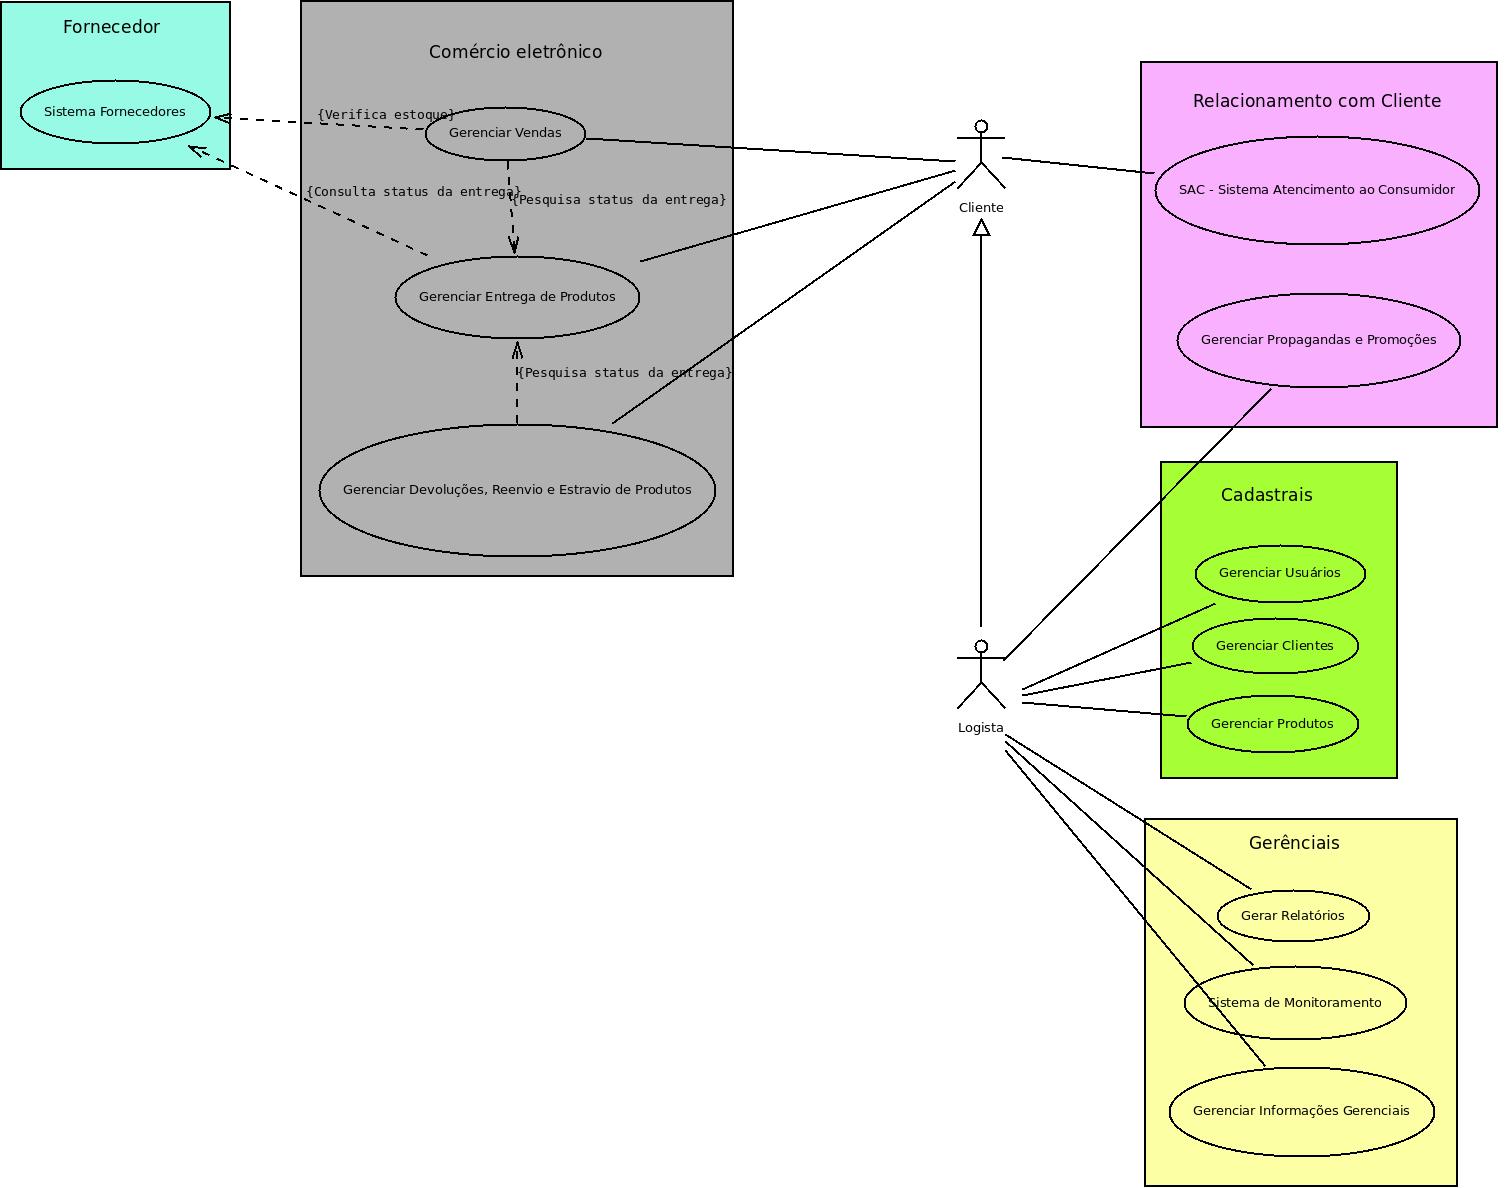 Fornecedor
Sistema Fornecedores
Comércio eletrônico
{Verifica estoque}
Gerenciar Vendas
{Consulta status da entrega}
{Pesquisa status da entrega}
Gerenciar Entrega de Produtos
{Pesquisa status da entrega}
Gerenciar Devoluções, Reenvio e Estravio de Produtos
Cliente
Logista
Relacionamento com Cliente
SAC - Sistema Atencimento ao Consumidor
Gerenciar Propagandas e Promoções
Cadastrais
Gerenciar Usuários
Gerenciar Clientes
Gerenciar Produtos
Gerênciais
Gerar Relatórios
Sistema de Monitoramento
Gerenciar Informações Gerenciais